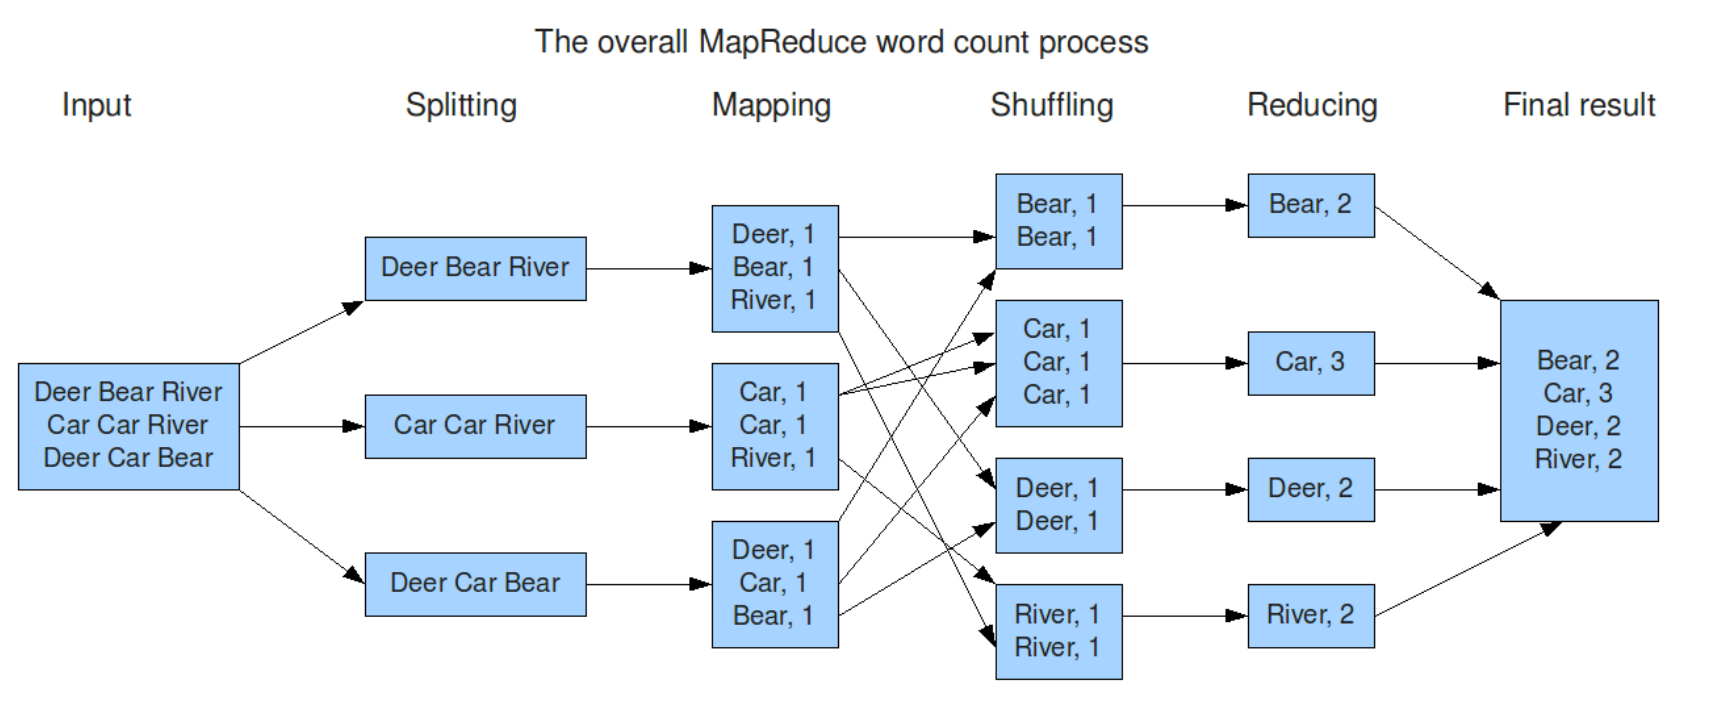 The overall MapReduce word count process
Input
Splitting
Mapping
Shuffling
Reducing
Final result
Deer Bear River
Car Car River
Deer Car Bear
Deer Bear River
Car Car River
Deer Car Bear
Deer, 1
Bear, 1
River, 1
Car, 1
Car, 1
River, 1
Deer, 1
Car, 1
Bear, 1
Bear, 1
Bear, 1
Car, 1
Car, 1
Car, 1
Deer, 1
Deer, 1
River, 1
River, 1
Bear, 2
Car, 3
Deer, 2
River, 2
Bear, 2
Car, 3
Deer, 2
River, 2